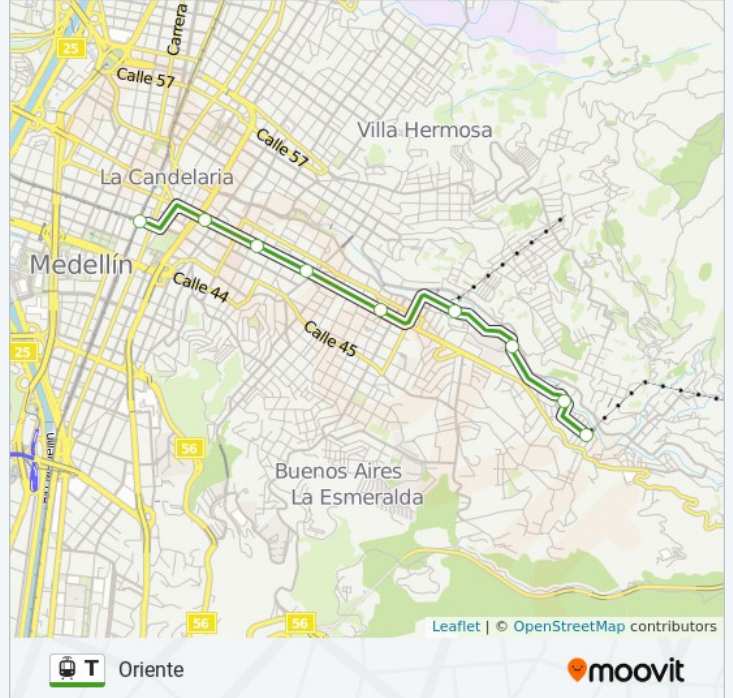 25
Carrera
Calle 57
Calle 57
Villa Hermosa
La Candelaria
Medellín
Calle 44
Calle 45
25
56
Buenos Aires
La Esmeralda
56
56
Leaflet | © OpenStreetMap contributors
T Oriente
moovit